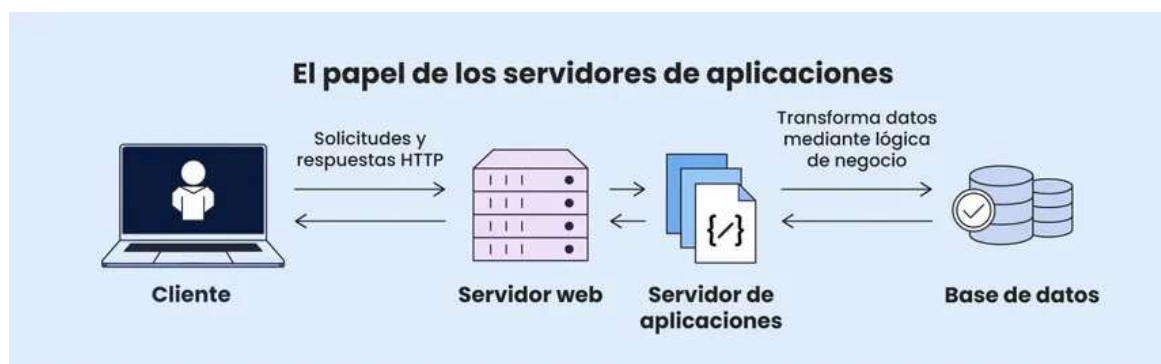 El papel de los servidores de aplicaciones
Solicitudes y
respuestas HTTP
Transforma datos
mediante lógica
de negocio
{/}
Cliente
Servidor web
Servidor de
aplicaciones
Base de datos